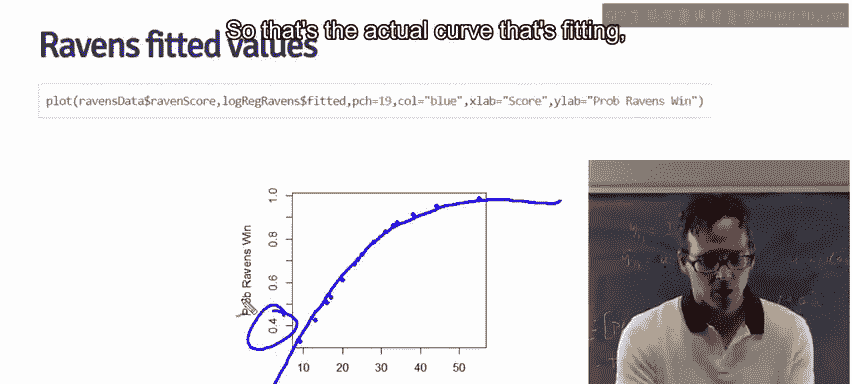 So that's the actual curve that's fitting,
Ravens fitted values
plot(ravensData$ravenScore,logRegRavens$fitted,pch=19,col="blue",xlab="Score",ylab="Prob Ravens Win")
Prob Ravens Win
1.0
0.8
0.6
0.4
10 20 30 40 50